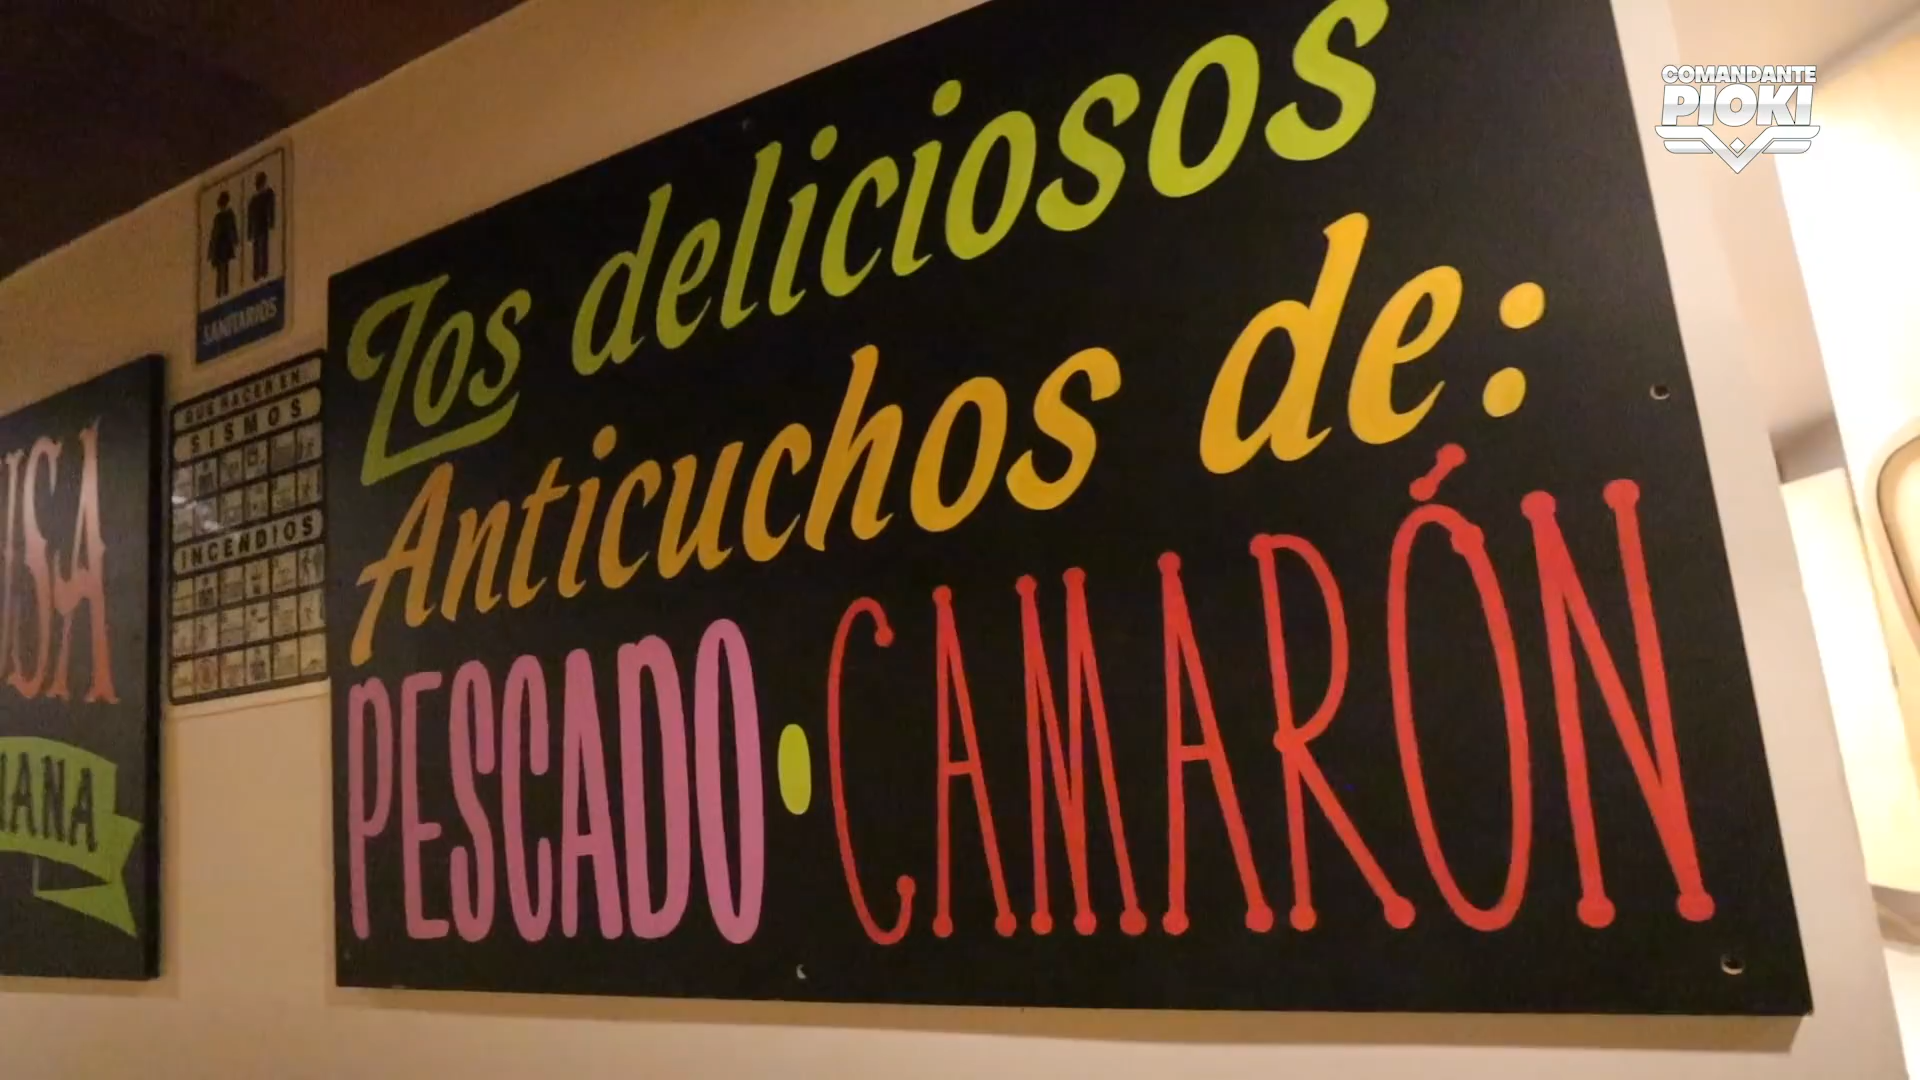 COMANDANTE
PIOKI
Los deliciosos
Anticuchos de:
PESCADO • CAMARÓN
SANITARIOS
QUE HACER EN
SISMOS
INCENDIOS